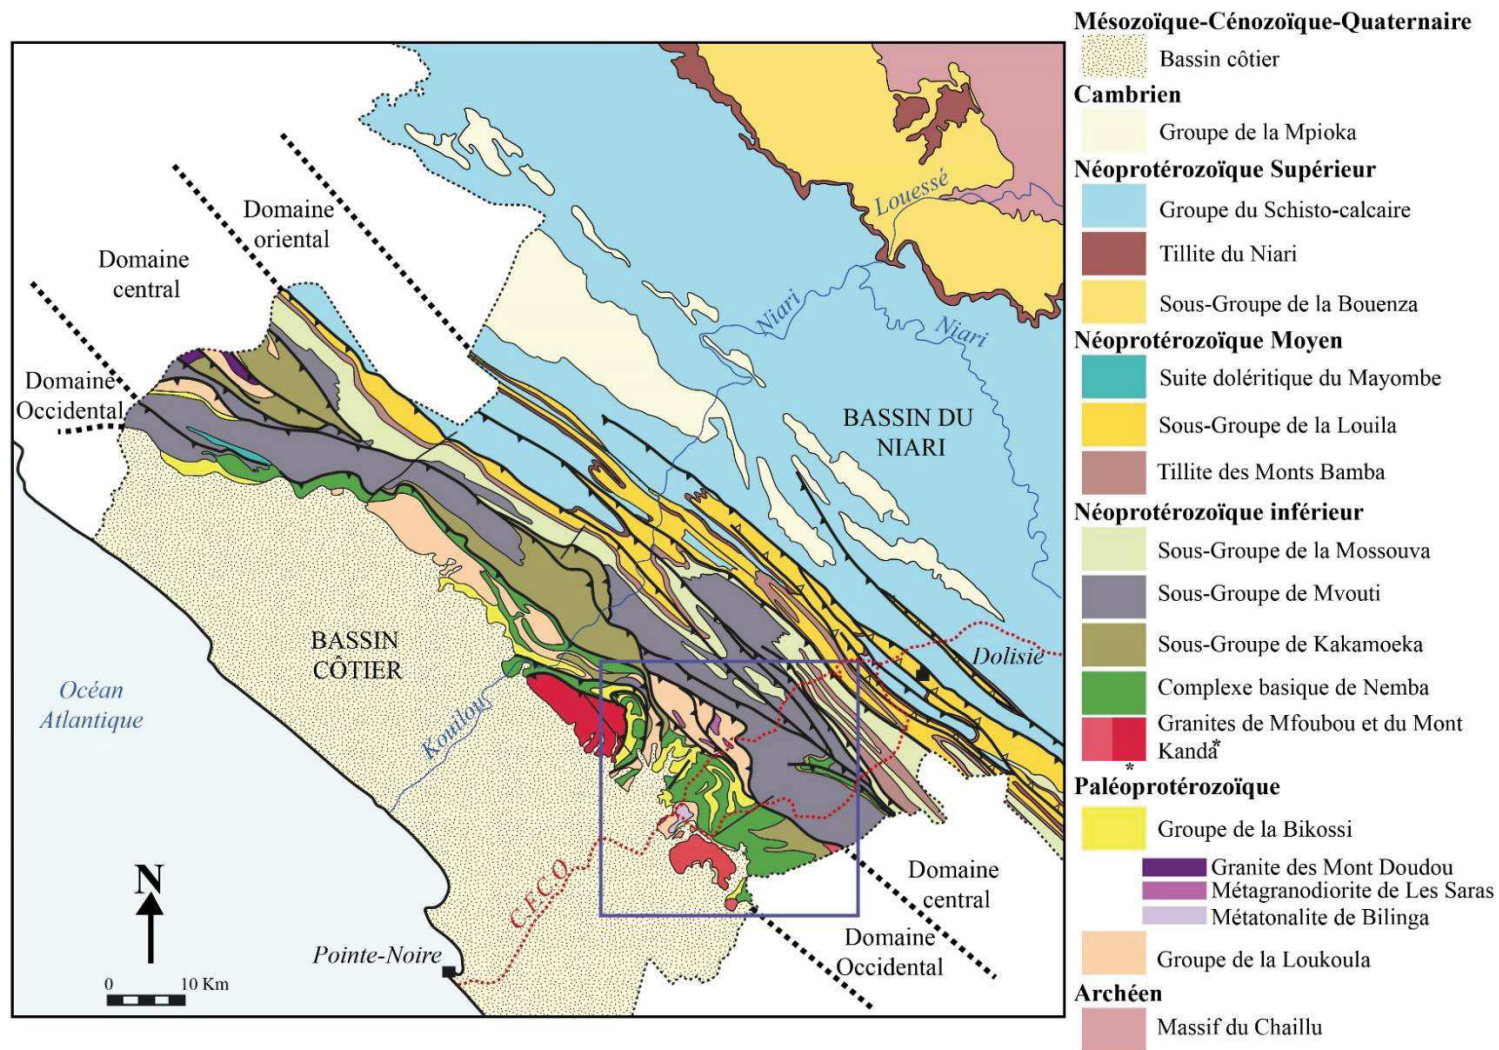 Domaine
oriental
Domaine
central
Domaine
Occidental
Louessé
Niari
Niari
BASSIN DU
NIARI
BASSIN
CÔTIER
Dolisie
Océan
Atlantique
Kouilou
C.F.C.O.
N
Pointe-Noire
0 10 Km
Domaine
central
Domaine
Occidental
Mésozoïque-Cénozoïque-Quaternaire
Bassin côtier
Cambrien
Groupe de la Mpioka
Néoprotérozoïque Supérieur
Groupe du Schisto-calcaire
Tillite du Niari
Sous-Groupe de la Bouenza
Néoprotérozoïque Moyen
Suite doléritique du Mayombe
Sous-Groupe de la Louila
Tillite des Monts Bamba
Néoprotérozoïque inférieur
Sous-Groupe de la Mossouva
Sous-Groupe de Mvouti
Sous-Groupe de Kakamoeka
Complexe basique de Nemba
Granites de Mfoubou et du Mont
Kanda*
*
Paléoprotérozoïque
Groupe de la Bikossi
Granite des Mont Doudou
Métagranodiorite de Les Saras
Métatonalite de Bilinga
Groupe de la Loukoula
Archéen
Massif du Chaillu